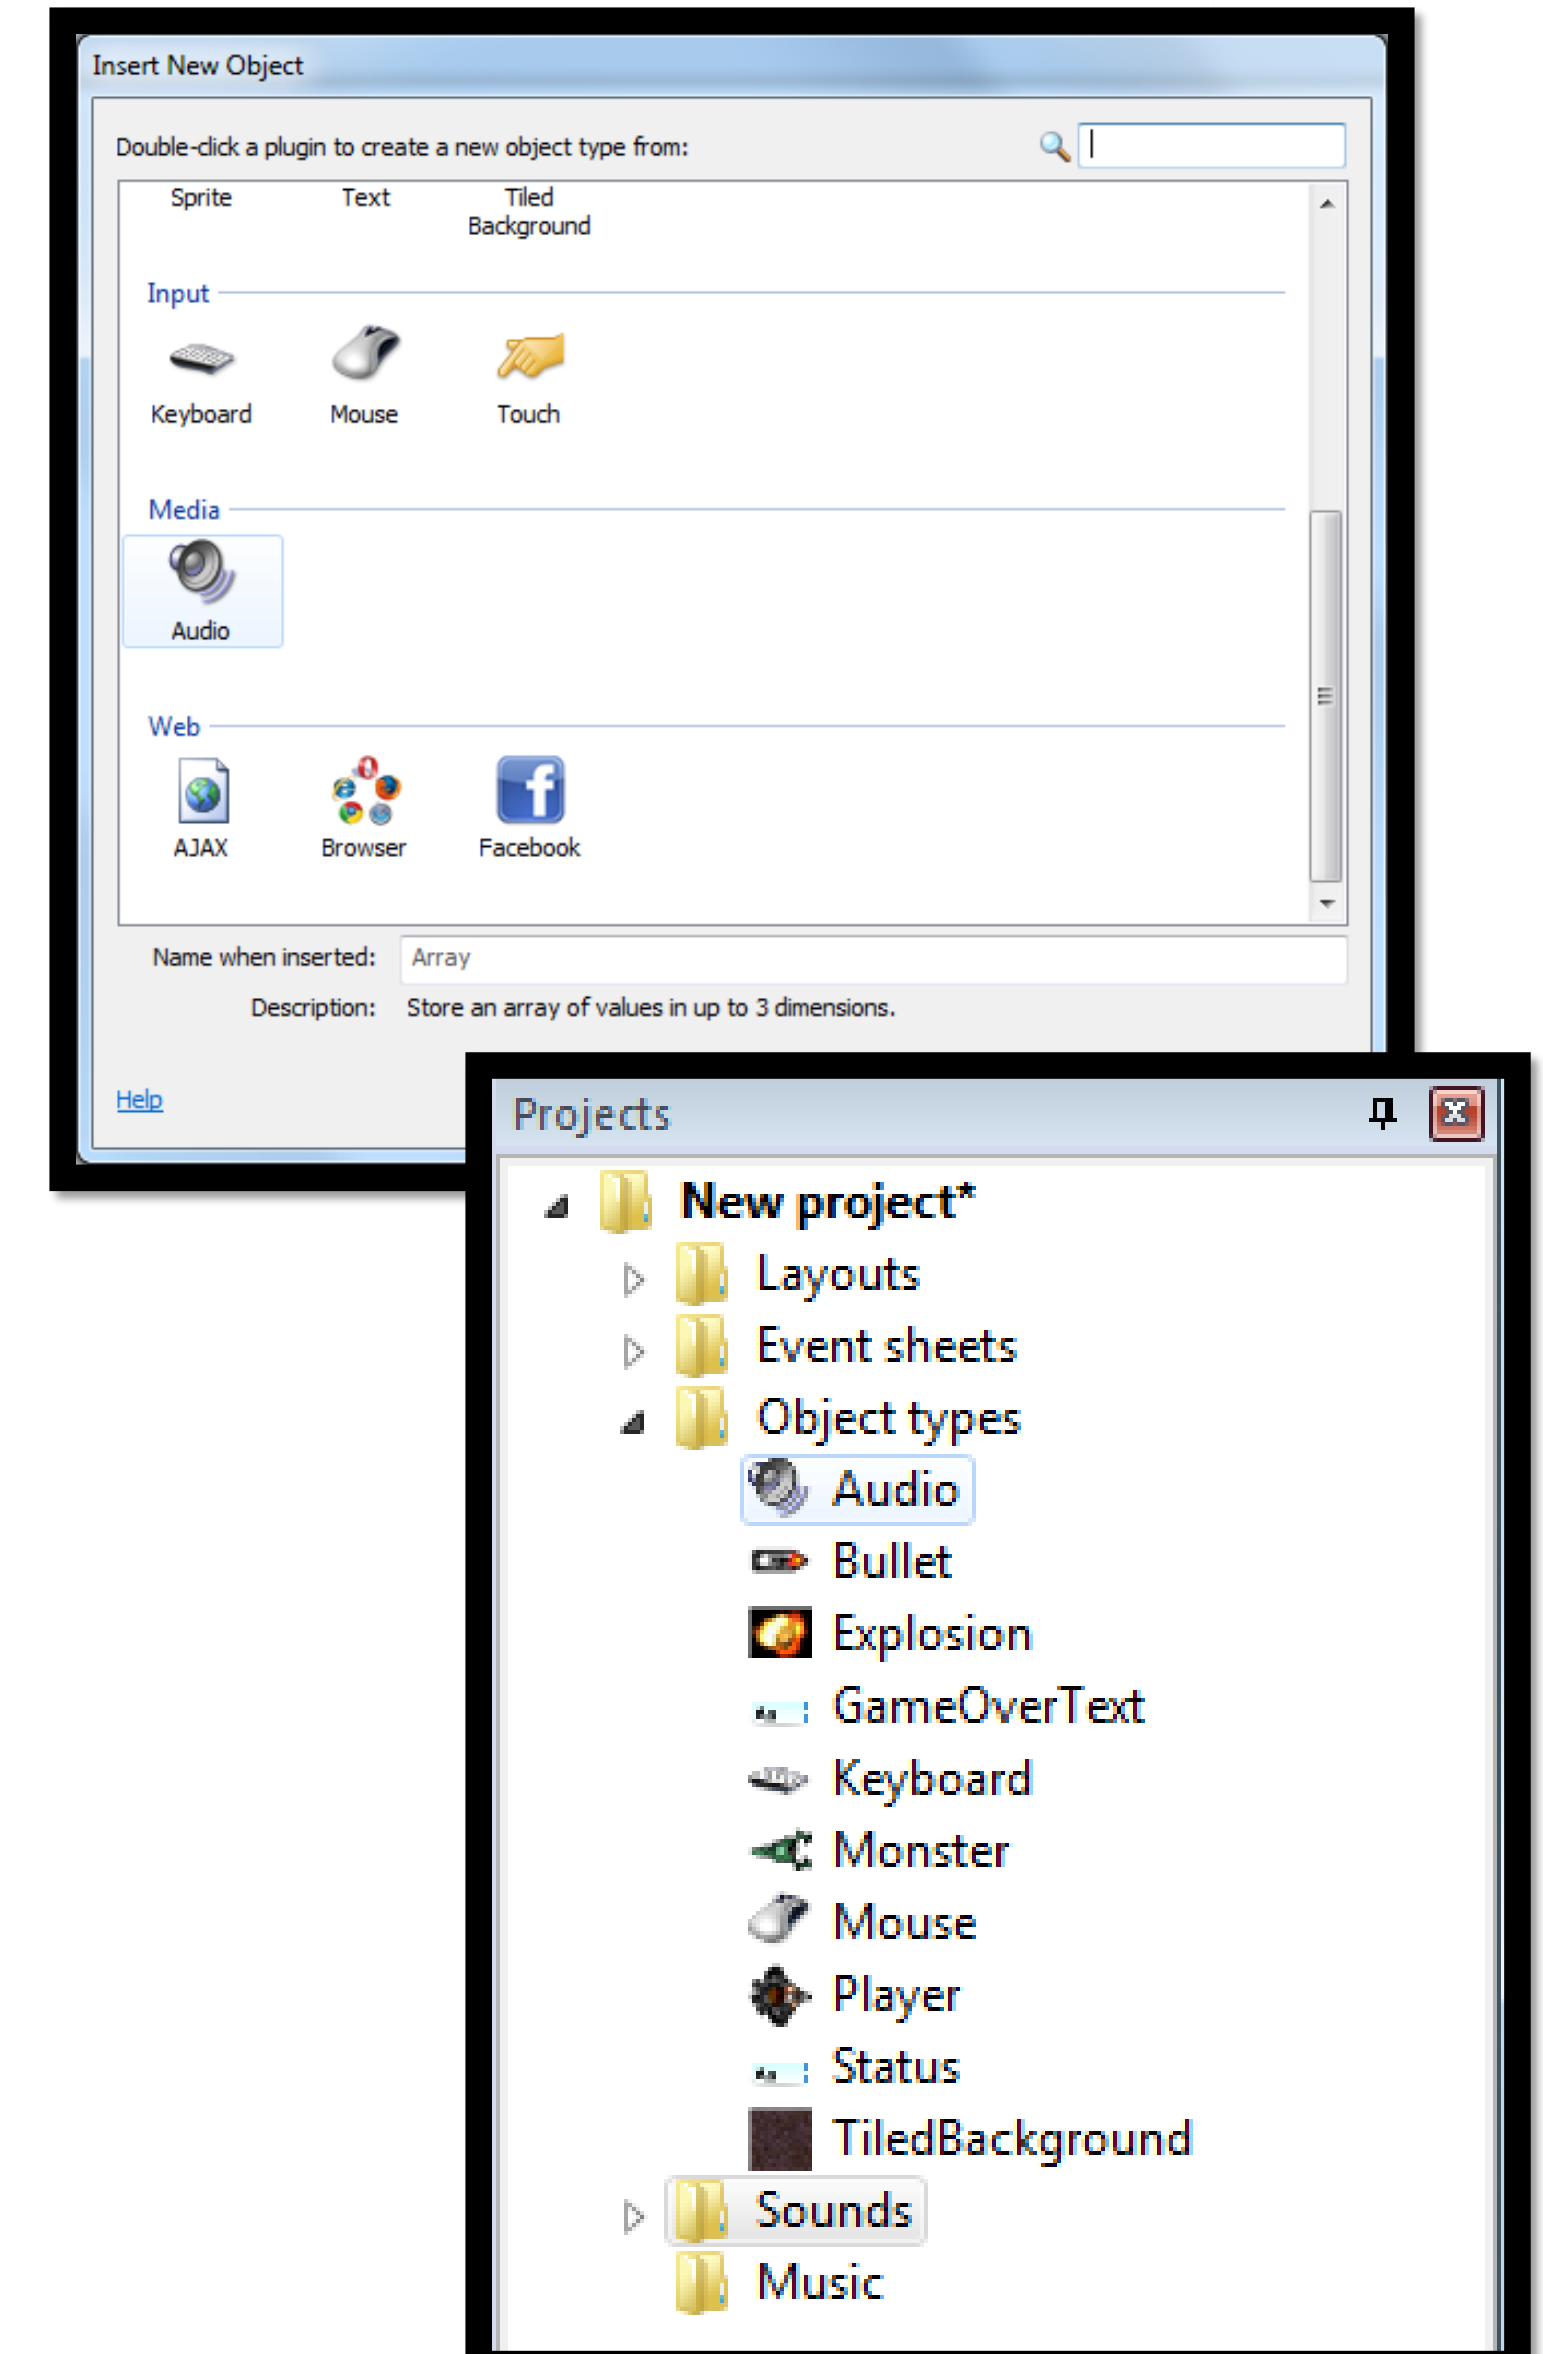 Insert New Object
Double-click a plugin to create a new object type from:
Sprite Text Tiled
Background
Input
Keyboard Mouse Touch
Media
Audio
Web
AJAX Browser Facebook
Name when inserted: Array
Description: Store an array of values in up to 3 dimensions.
Help
Projects
New project*
Layouts
Event sheets
Object types
Audio
Bullet
Explosion
GameOverText
Keyboard
Monster
Mouse
Player
Status
TiledBackground
Sounds
Music